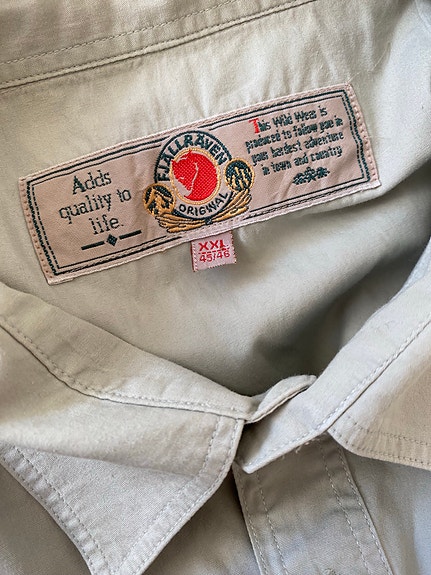 Adds
quality to
life.
FJÄLLRÄVEN
ORIGINAL
This Wild Wear is
produced to follow you in
your hardest adventure
in town and country
XXL
45/46